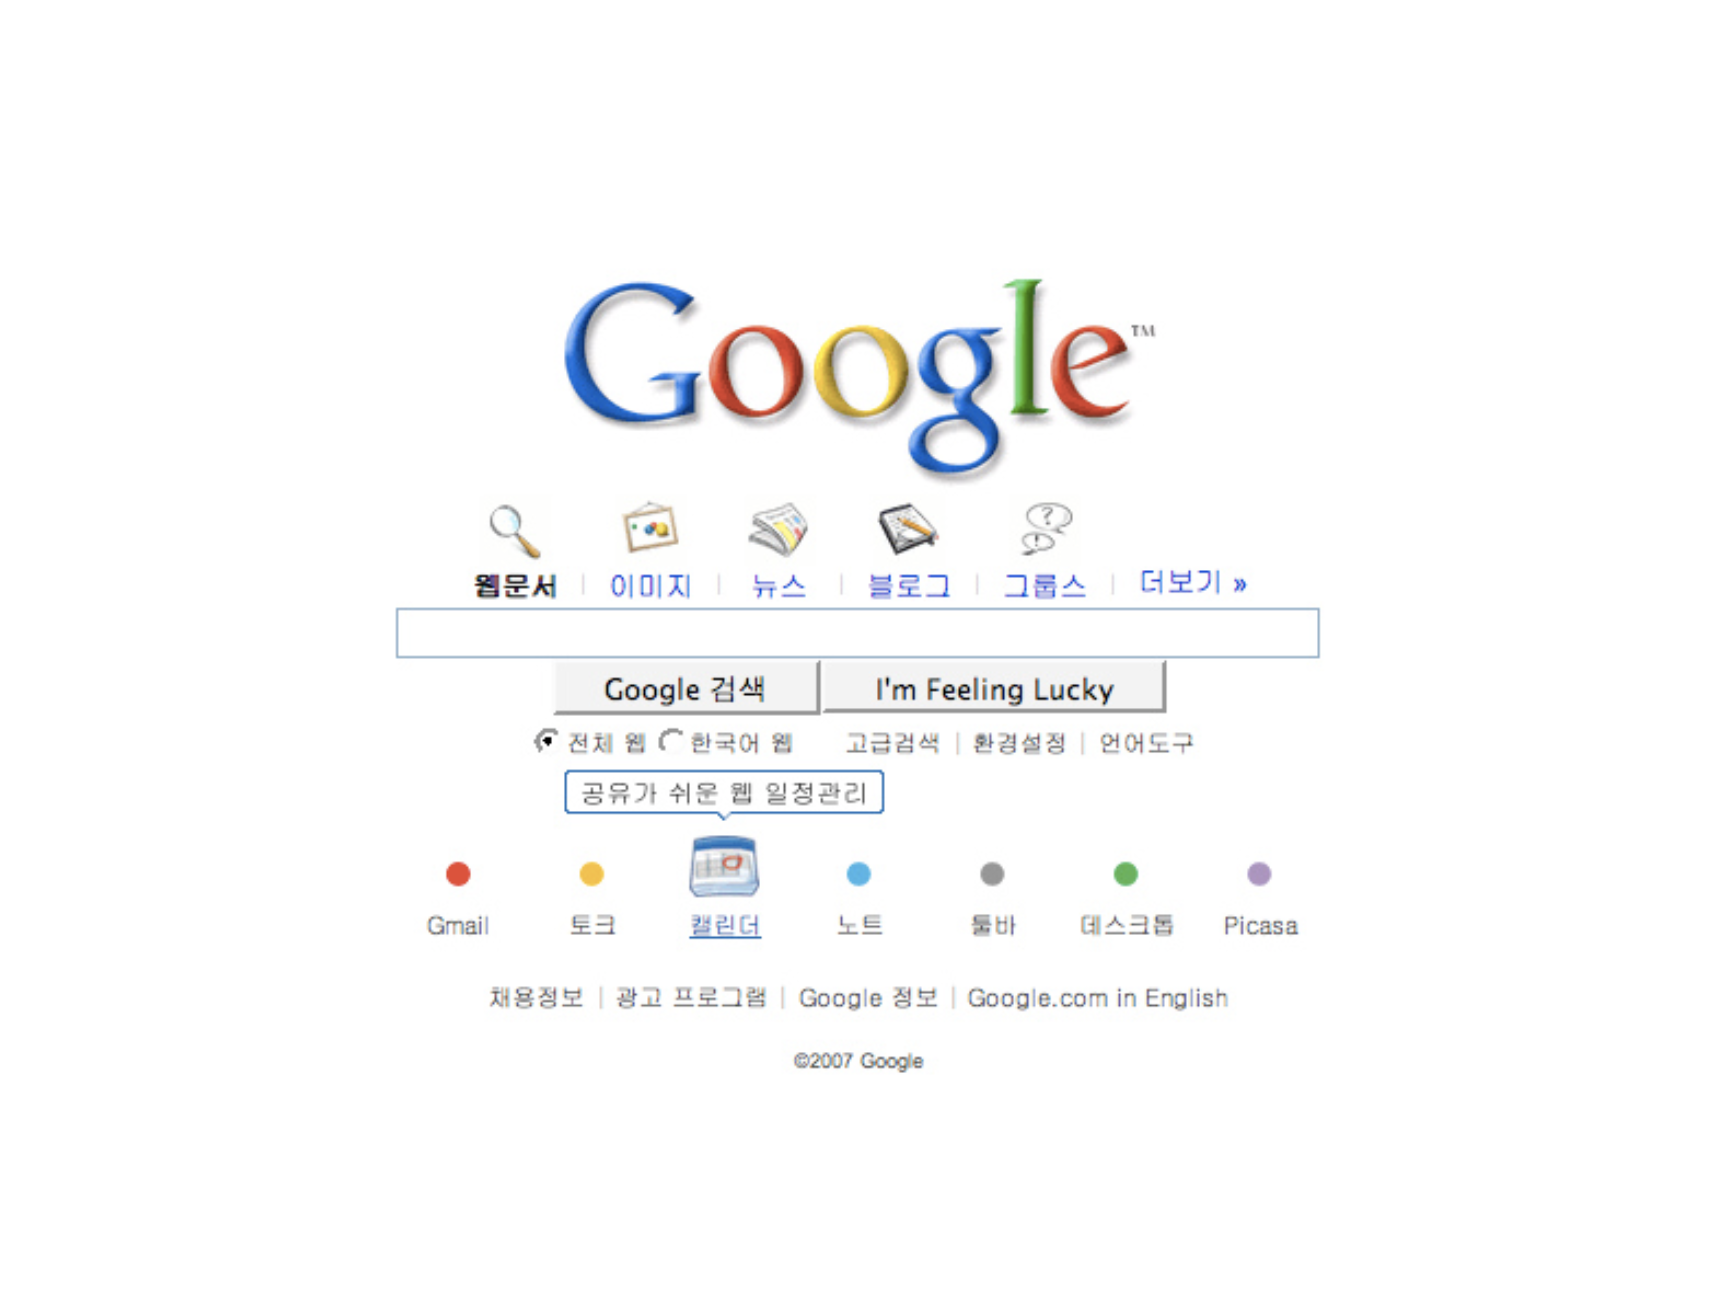 Google™
웹문서 | 이미지 | 뉴스 | 블로그 | 그룹스 | 더보기 »
Google 검색 I'm Feeling Lucky
전체 웹 한국어 웹 고급검색 | 환경설정 | 언어도구
공유가 쉬운 웹 일정관리
Gmail 토크 캘린더 노트 툴바 데스크톱 Picasa
채용정보 | 광고 프로그램 | Google 정보 | Google.com in English
©2007 Google